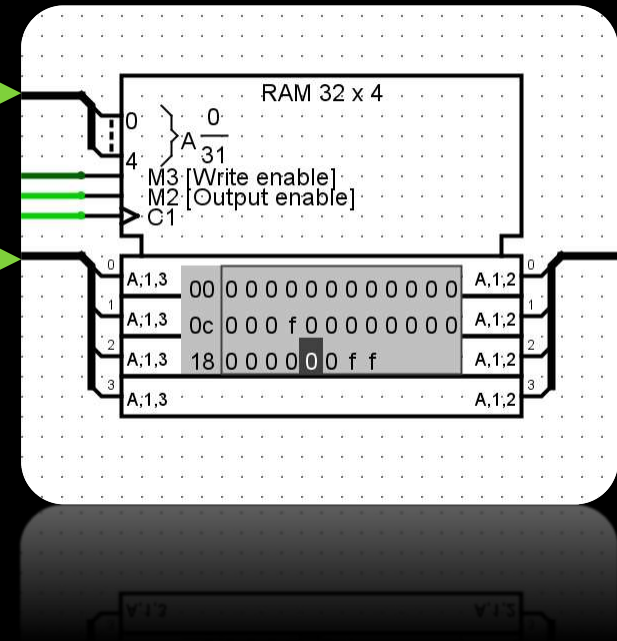 RAM 32 x 4
0
4
A
0
31
M3 [Write enable]
M2 [Output enable]
C1
0 A,1,3 A,1,2 0
00 0 0 0 0 0 0 0 0 0 0 0 0
1 A,1,3 A,1,2 1
0c 0 0 0 f 0 0 0 0 0 0 0 0
2 A,1,3 A,1,2 2
18 0 0 0 0 0 0 f f
3 A,1,3 A,1,2 3